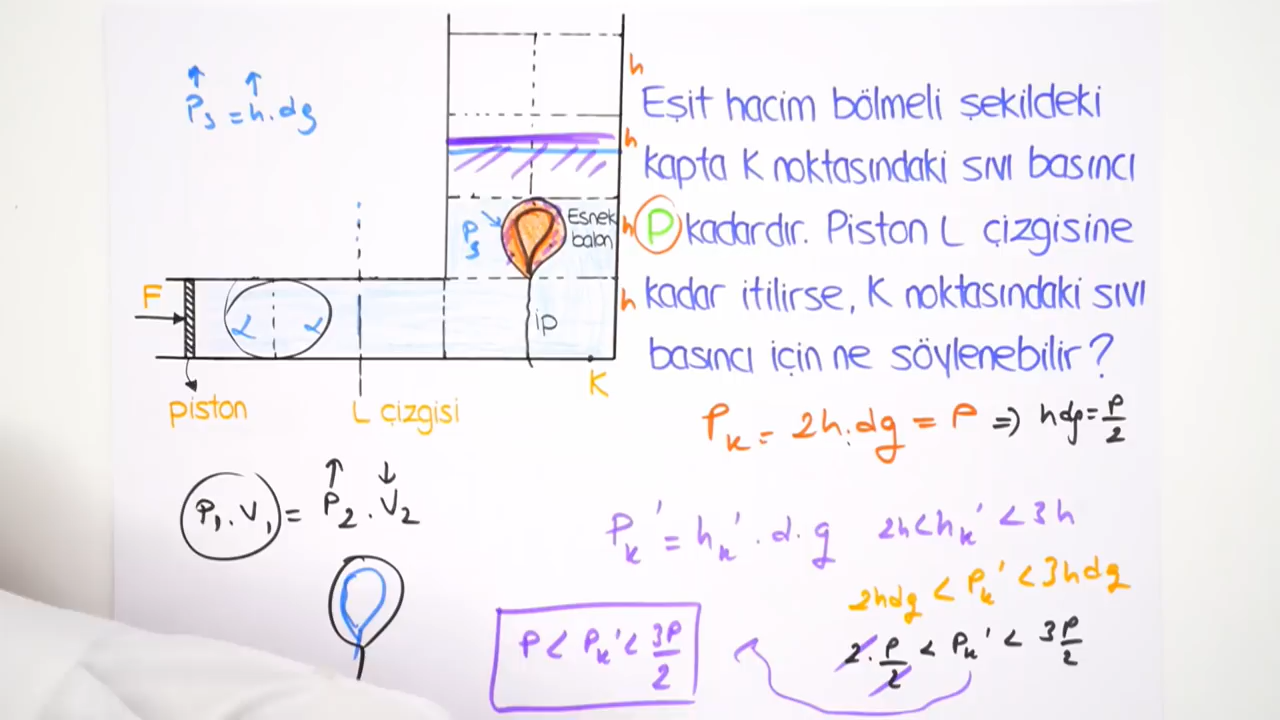 Pₛ = h.dg
h
h
h
h
Eşit hacim bölmeli şekildeki
kapta K noktasındaki sıvı basıncı
P kadardır. Piston L çizgisine
kadar itilirse, K noktasındaki sıvı
basıncı için ne söylenebilir?
Pₛ
Esnek
balon
F
ip
K
piston
L çizgisi
Pₖ = 2h.dg = P ⇒ hdg = P/2
P₁.V₁ = P₂.V₂
Pₖ' = hₖ'.d.g 2h < hₖ' < 3h
2hdg < Pₖ' < 3hdg
2.P/2 < Pₖ' < 3P/2
P < Pₖ' < 3P/2